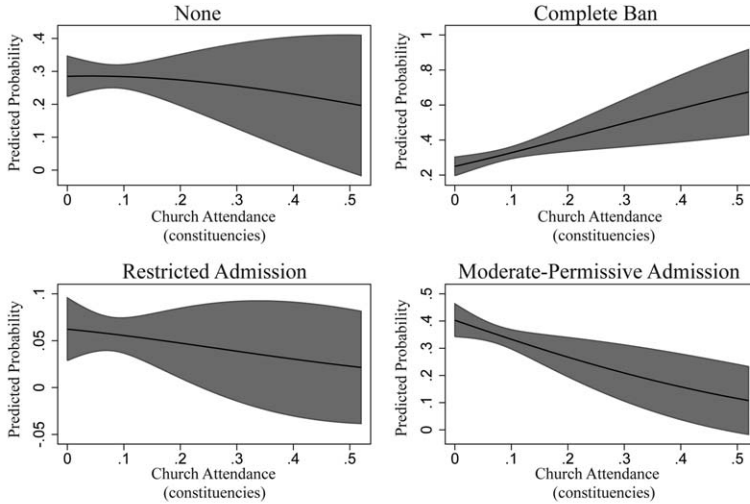 None
Predicted Probability
.4
.3
.2
.1
0
0 .1 .2 .3 .4 .5
Church Attendance
(constituencies)
Complete Ban
Predicted Probability
1
.8
.6
.4
.2
0 .1 .2 .3 .4 .5
Church Attendance
(constituencies)
Restricted Admission
Predicted Probability
.1
.05
0
-.05
0 .1 .2 .3 .4 .5
Church Attendance
(constituencies)
Moderate-Permissive Admission
Predicted Probability
.5
.4
.3
.2
.1
0
0 .1 .2 .3 .4 .5
Church Attendance
(constituencies)